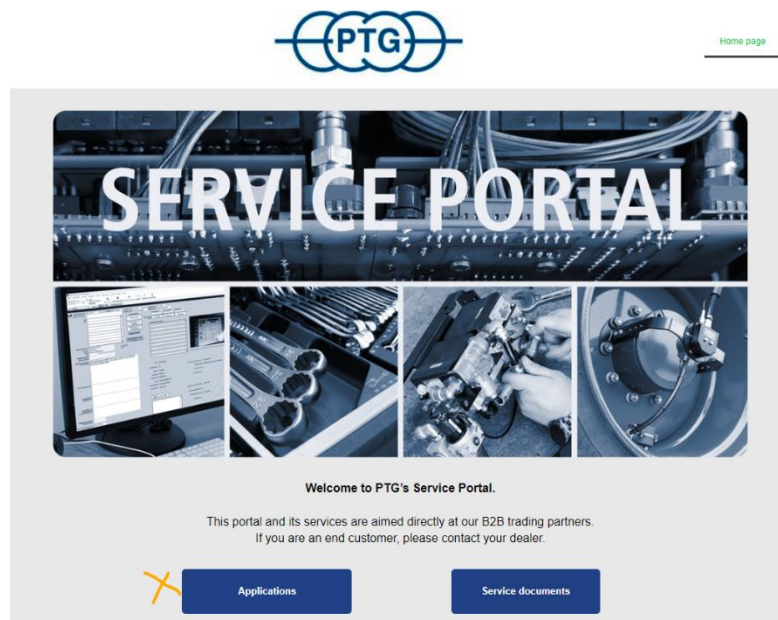 PTG
Home page
SERVICE PORTAL
Welcome to PTG's Service Portal.
This portal and its services are aimed directly at our B2B trading partners.
If you are an end customer, please contact your dealer.
Applications
Service documents